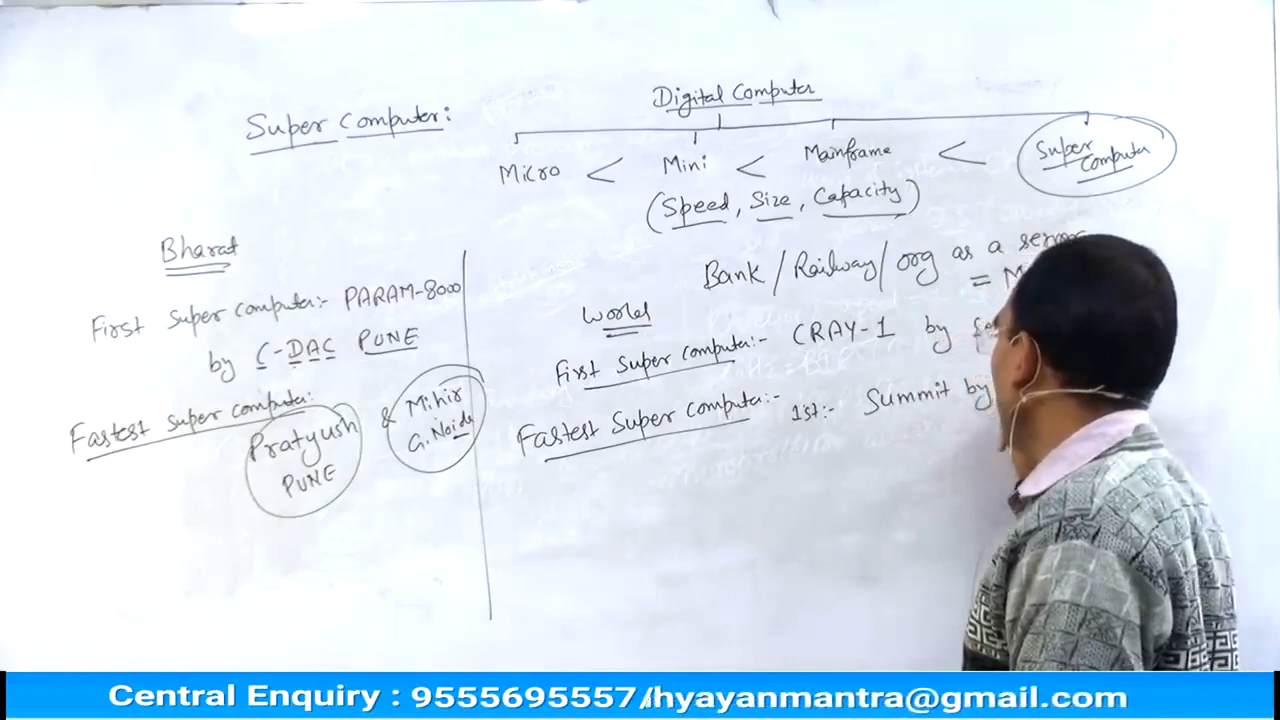 Super Computer:
Digital Computer
Micro < Mini < Mainframe < Super Computer
(Speed, Size, Capacity)
Bank / Railway / org as a server
=
Bharat
First Super computer:- PARAM-8000
by C-DAC PUNE
Fastest Super computer:
Pratyush PUNE & Mihir G. Noida
World
First Super computer:- CRAY-1 by
Fastest Super computer:- 1st:- Summit by
Central Enquiry : 9555695557/hyayanmantra@gmail.com